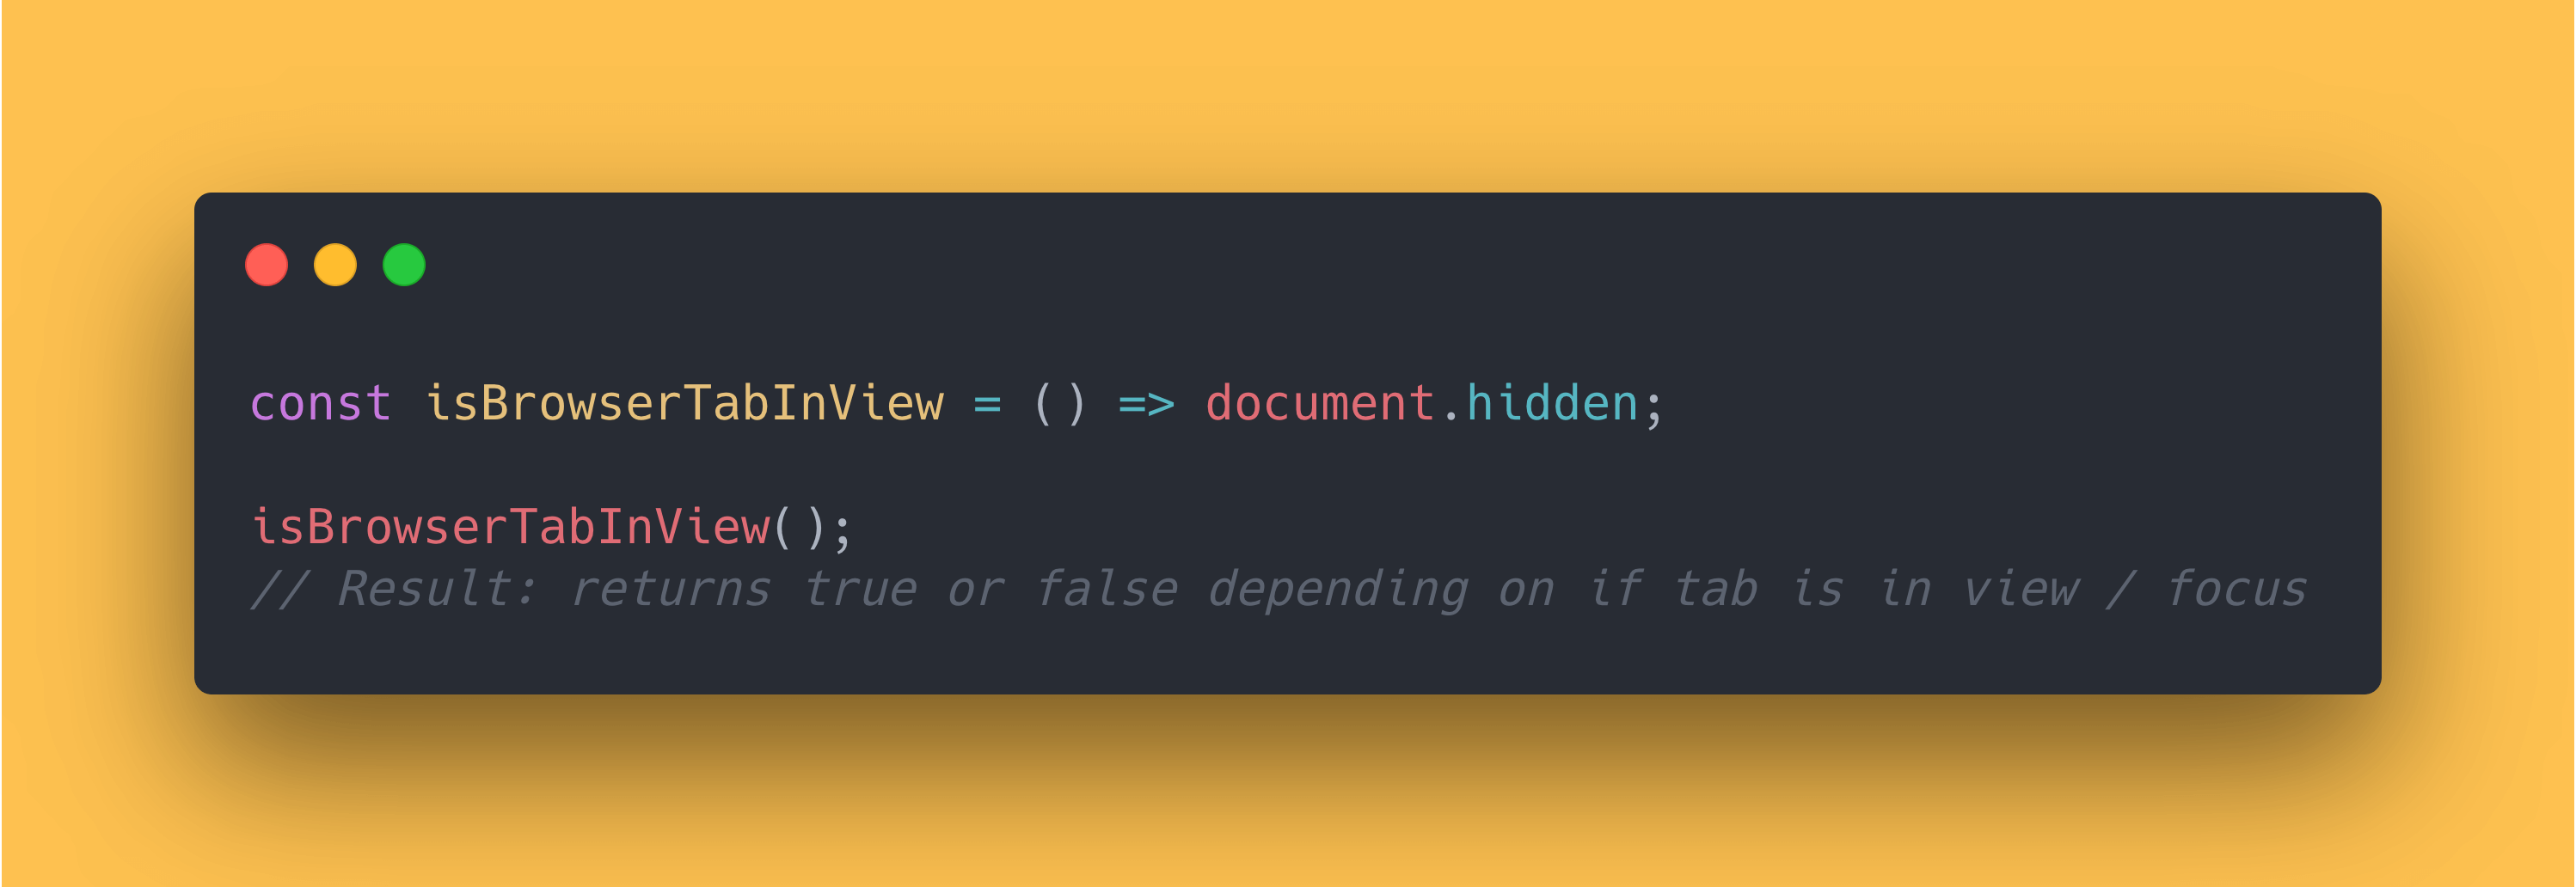 const isBrowserTabInView = () => document.hidden;
isBrowserTabInView();
// Result: returns true or false depending on if tab is in view / focus